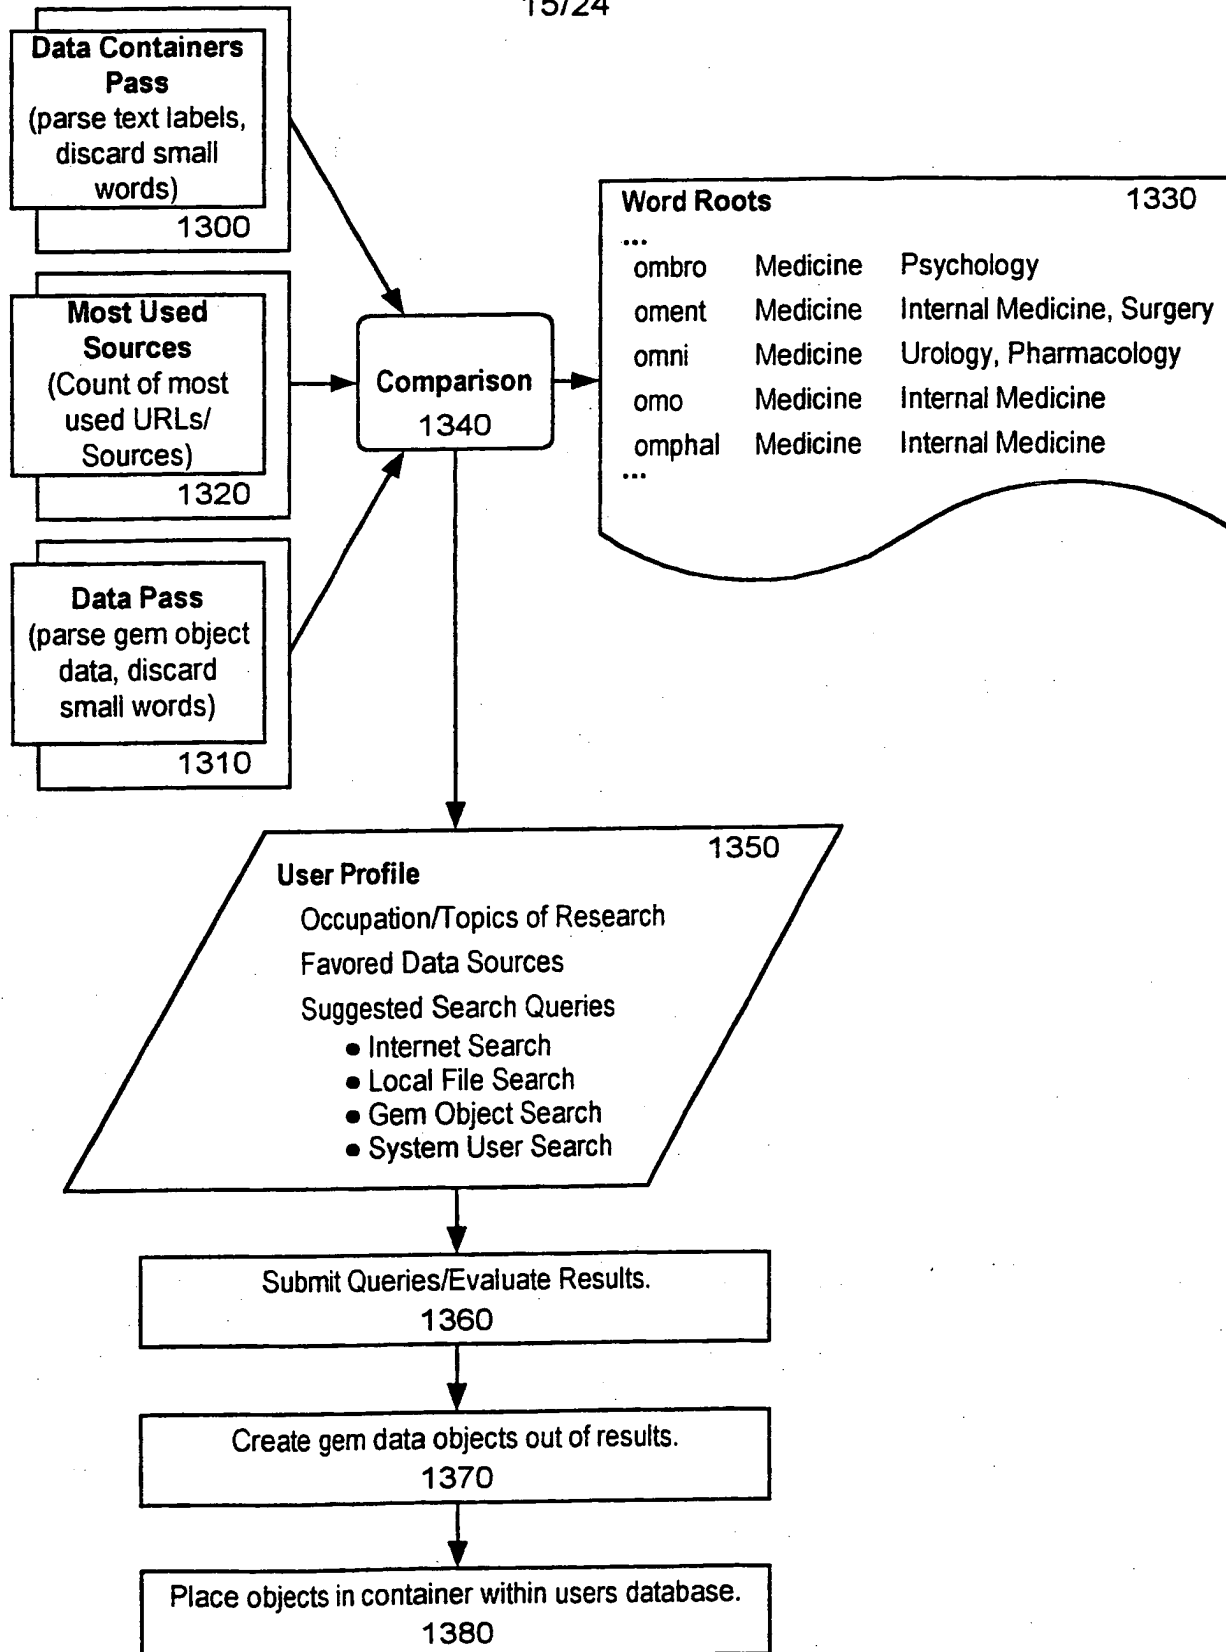 15/24
Data Containers
Pass
(parse text labels,
discard small
words)
1300
Most Used
Sources
(Count of most
used URLs/
Sources)
1320
Data Pass
(parse gem object
data, discard
small words)
1310
Comparison
1340
Word Roots 1330
...
ombro Medicine Psychology
oment Medicine Internal Medicine, Surgery
omni Medicine Urology, Pharmacology
omo Medicine Internal Medicine
omphal Medicine Internal Medicine
...
1350
User Profile
Occupation/Topics of Research
Favored Data Sources
Suggested Search Queries
• Internet Search
• Local File Search
• Gem Object Search
• System User Search
Submit Queries/Evaluate Results.
1360
Create gem data objects out of results.
1370
Place objects in container within users database.
1380